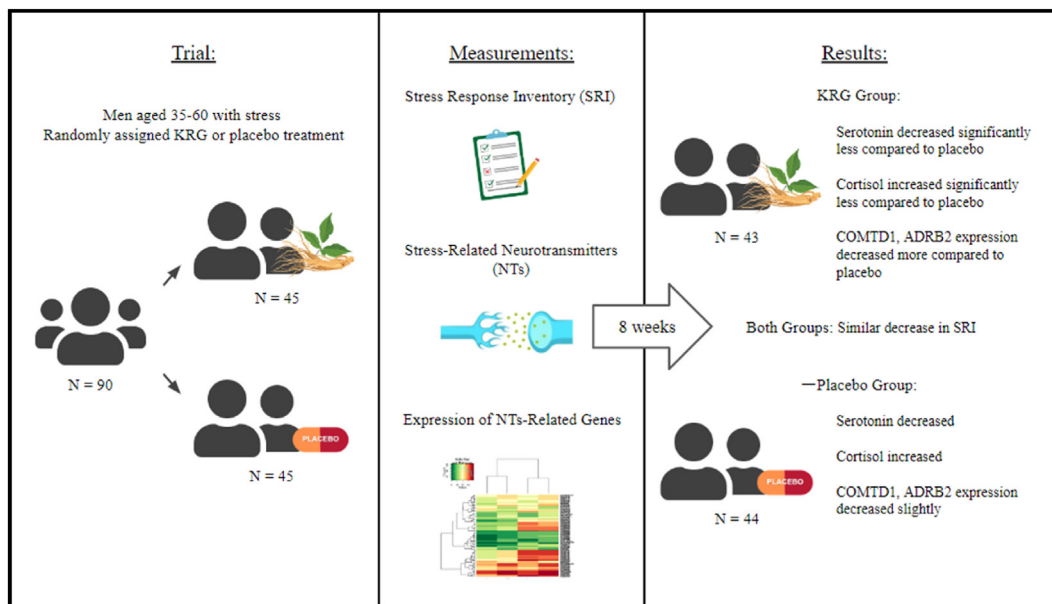 Trial:
Men aged 35-60 with stress
Randomly assigned KRG or placebo treatment
N = 45
N = 90
PLACEBO
N = 45
Measurements:
Stress Response Inventory (SRI)
Stress-Related Neurotransmitters
(NTs)
8 weeks
Expression of NTs-Related Genes
Results:
KRG Group:
Serotonin decreased significantly
less compared to placebo
Cortisol increased significantly
less compared to placebo
N = 43
COMTD1, ADRB2 expression
decreased more compared to
placebo
Both Groups: Similar decrease in SRI
—Placebo Group:
Serotonin decreased
Cortisol increased
PLACEBO
COMTD1, ADRB2 expression
decreased slightly
N = 44